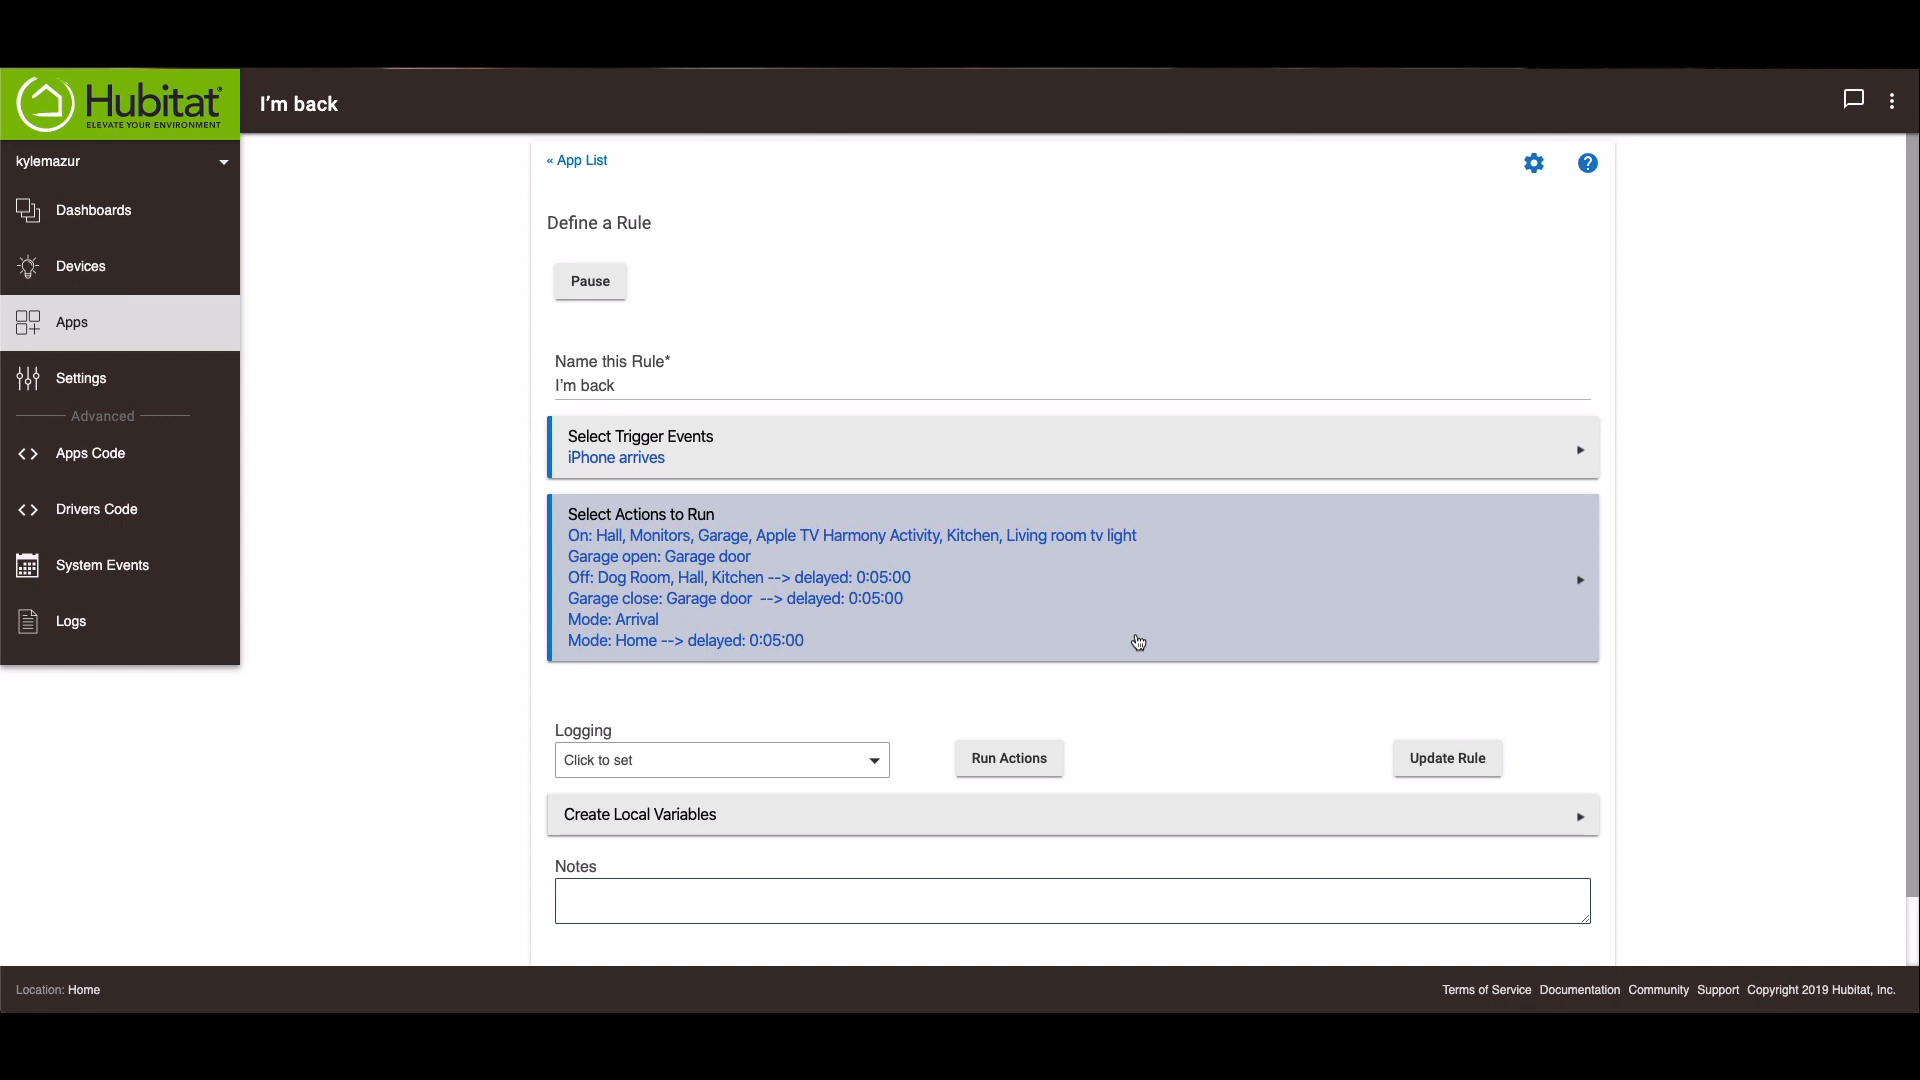 Hubitat®
ELEVATE YOUR ENVIRONMENT
I'm back
kylemazur
Dashboards
Devices
Apps
Settings
Advanced
Apps Code
Drivers Code
System Events
Logs
« App List
Define a Rule
Pause
Name this Rule*
I'm back
Select Trigger Events
iPhone arrives
Select Actions to Run
On: Hall, Monitors, Garage, Apple TV Harmony Activity, Kitchen, Living room tv light
Garage open: Garage door
Off: Dog Room, Hall, Kitchen --> delayed: 0:05:00
Garage close: Garage door --> delayed: 0:05:00
Mode: Arrival
Mode: Home --> delayed: 0:05:00
Logging
Click to set
Run Actions
Update Rule
Create Local Variables
Notes
Location: Home
Terms of Service Documentation Community Support Copyright 2019 Hubitat, Inc.